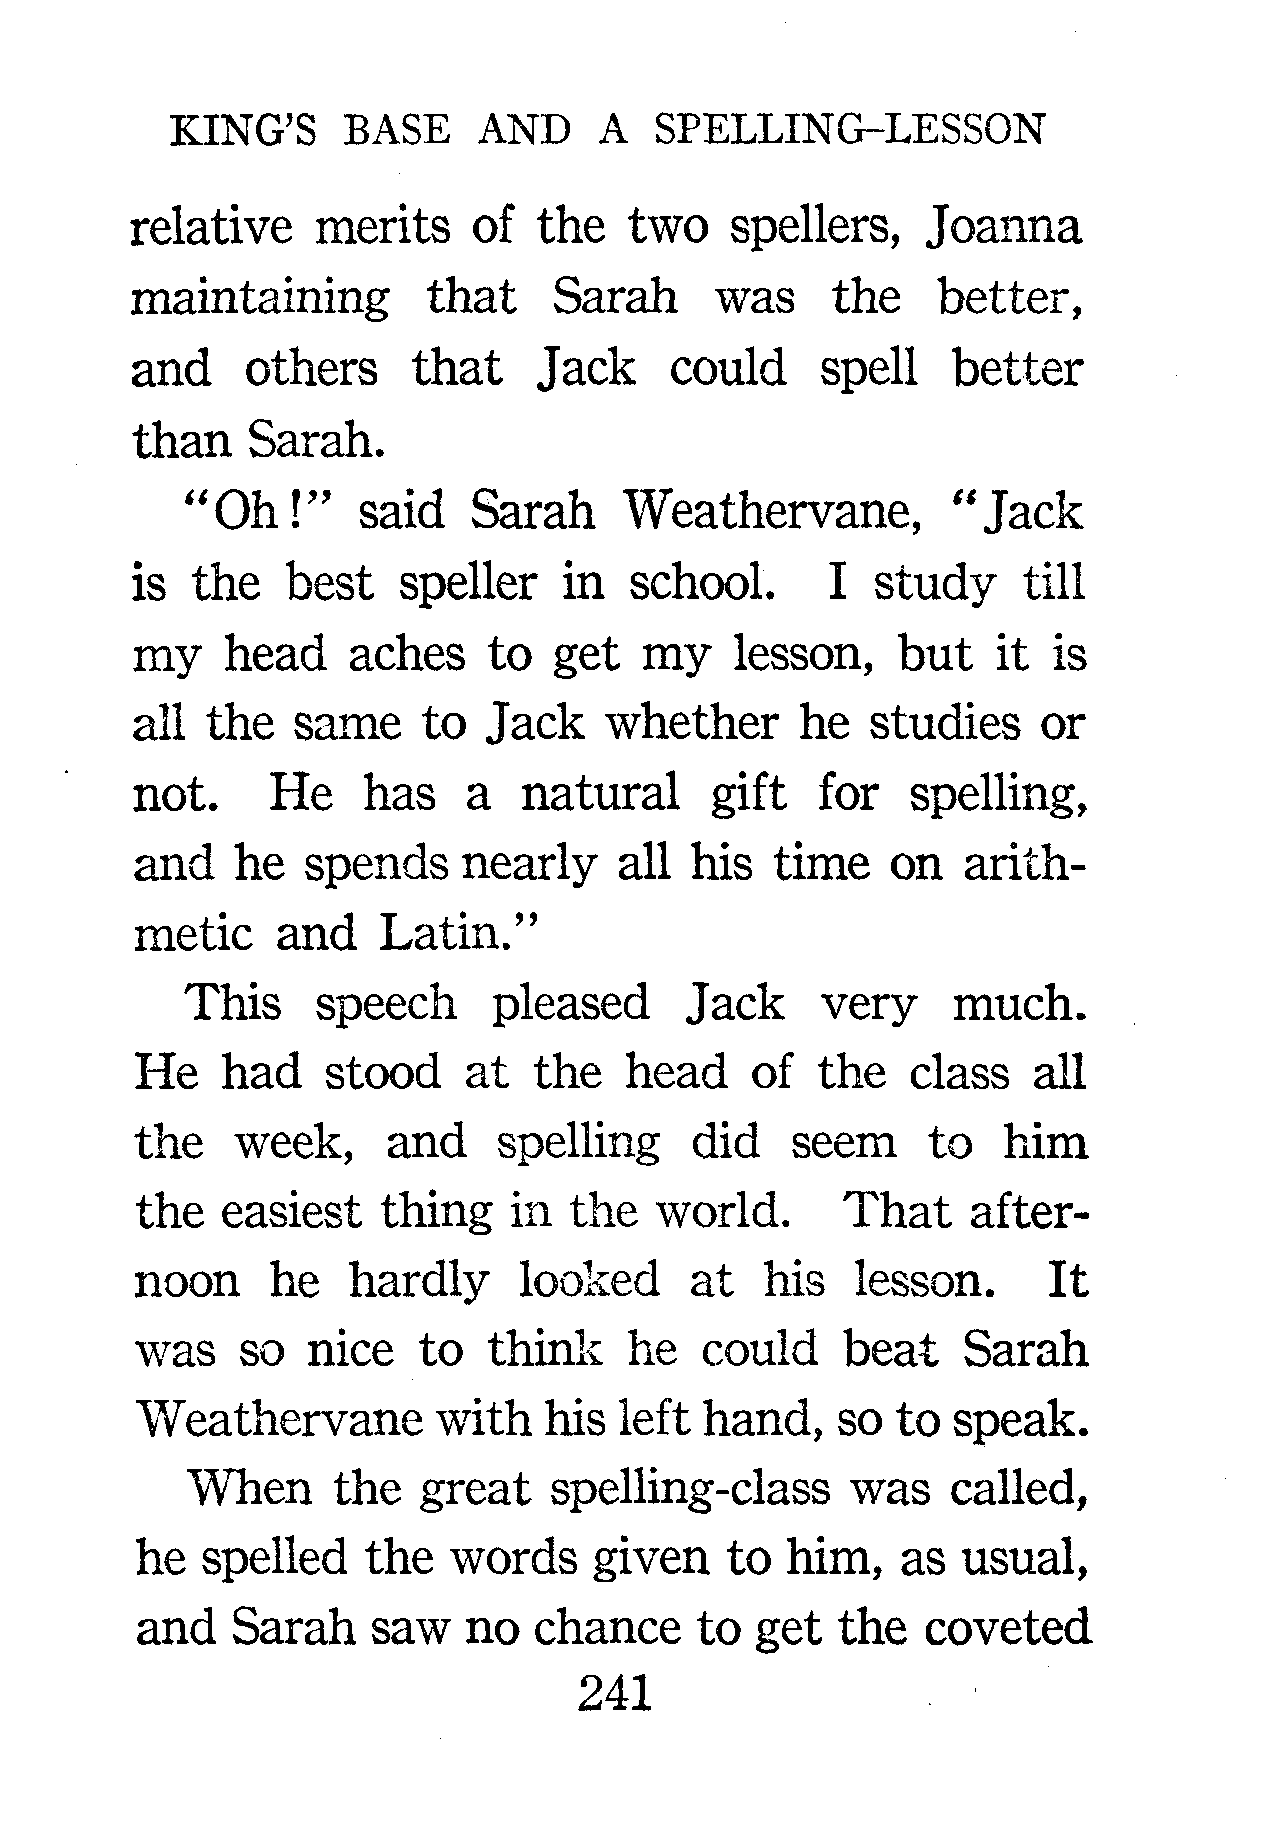 KING'S BASE AND A SPELLING-LESSON
relative merits of the two spellers, Joanna
maintaining that Sarah was the better,
and others that Jack could spell better
than Sarah.
"Oh!" said Sarah Weathervane, "Jack
is the best speller in school. I study till
my head aches to get my lesson, but it is
all the same to Jack whether he studies or
not. He has a natural gift for spelling,
and he spends nearly all his time on arith-
metic and Latin."
This speech pleased Jack very much.
He had stood at the head of the class all
the week, and spelling did seem to him
the easiest thing in the world. That after-
noon he hardly looked at his lesson. It
was so nice to think he could beat Sarah
Weathervane with his left hand, so to speak.
When the great spelling-class was called,
he spelled the words given to him, as usual,
and Sarah saw no chance to get the coveted
241